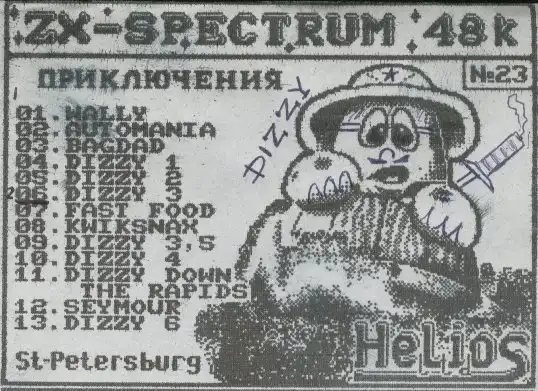 ZX-SPECTRUM 48k
ПРИКЛЮЧЕНИЯ
№23
01.WALLY
02.AUTOMANIA
03.BAGDAD
04.DIZZY 1
05.DIZZY 2
06.DIZZY 3
07.FAST FOOD
08.KWIKSNAX
09.DIZZY 3,5
10.DIZZY 4
11.DIZZY DOWN
THE RAPIDS
12.SEYMOUR
13.DIZZY 6
DIZZY
St-Petersburg
HeLioS
Ltd